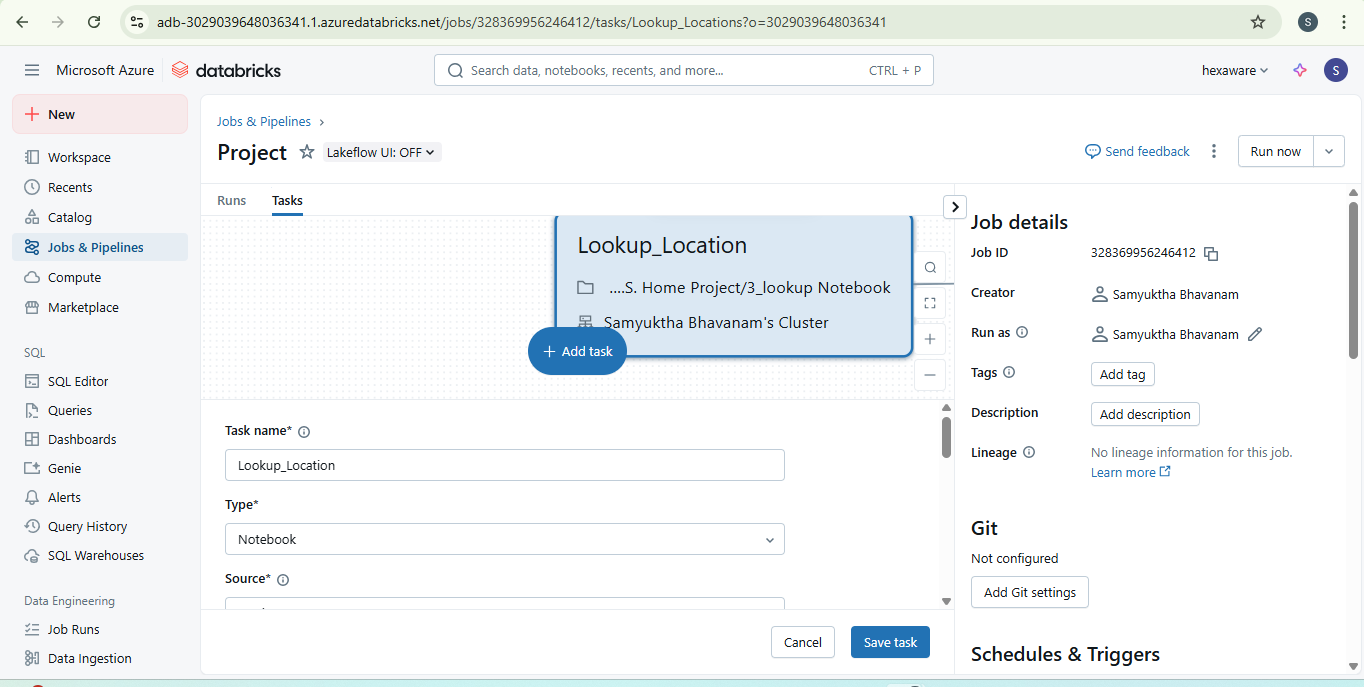 adb-3029039648036341.1.azuredatabricks.net/jobs/328369956246412/tasks/Lookup_Locations?o=3029039648036341
S
Microsoft Azure
databricks
Search data, notebooks, recents, and more...
CTRL + P
hexaware
S
New
Workspace
Recents
Catalog
Jobs & Pipelines
Compute
Marketplace
SQL
SQL Editor
Queries
Dashboards
Genie
Alerts
Query History
SQL Warehouses
Data Engineering
Job Runs
Data Ingestion
Jobs & Pipelines
Project
Lakeflow UI: OFF
Send feedback
Run now
Runs
Tasks
Lookup_Location
....S. Home Project/3_lookup Notebook
Samyuktha Bhavanam's Cluster
+ Add task
Task name*
Lookup_Location
Type*
Notebook
Source*
Cancel
Save task
Job details
Job ID
328369956246412
Creator
Samyuktha Bhavanam
Run as
Samyuktha Bhavanam
Tags
Add tag
Description
Add description
Lineage
No lineage information for this job.
Learn more
Git
Not configured
Add Git settings
Schedules & Triggers